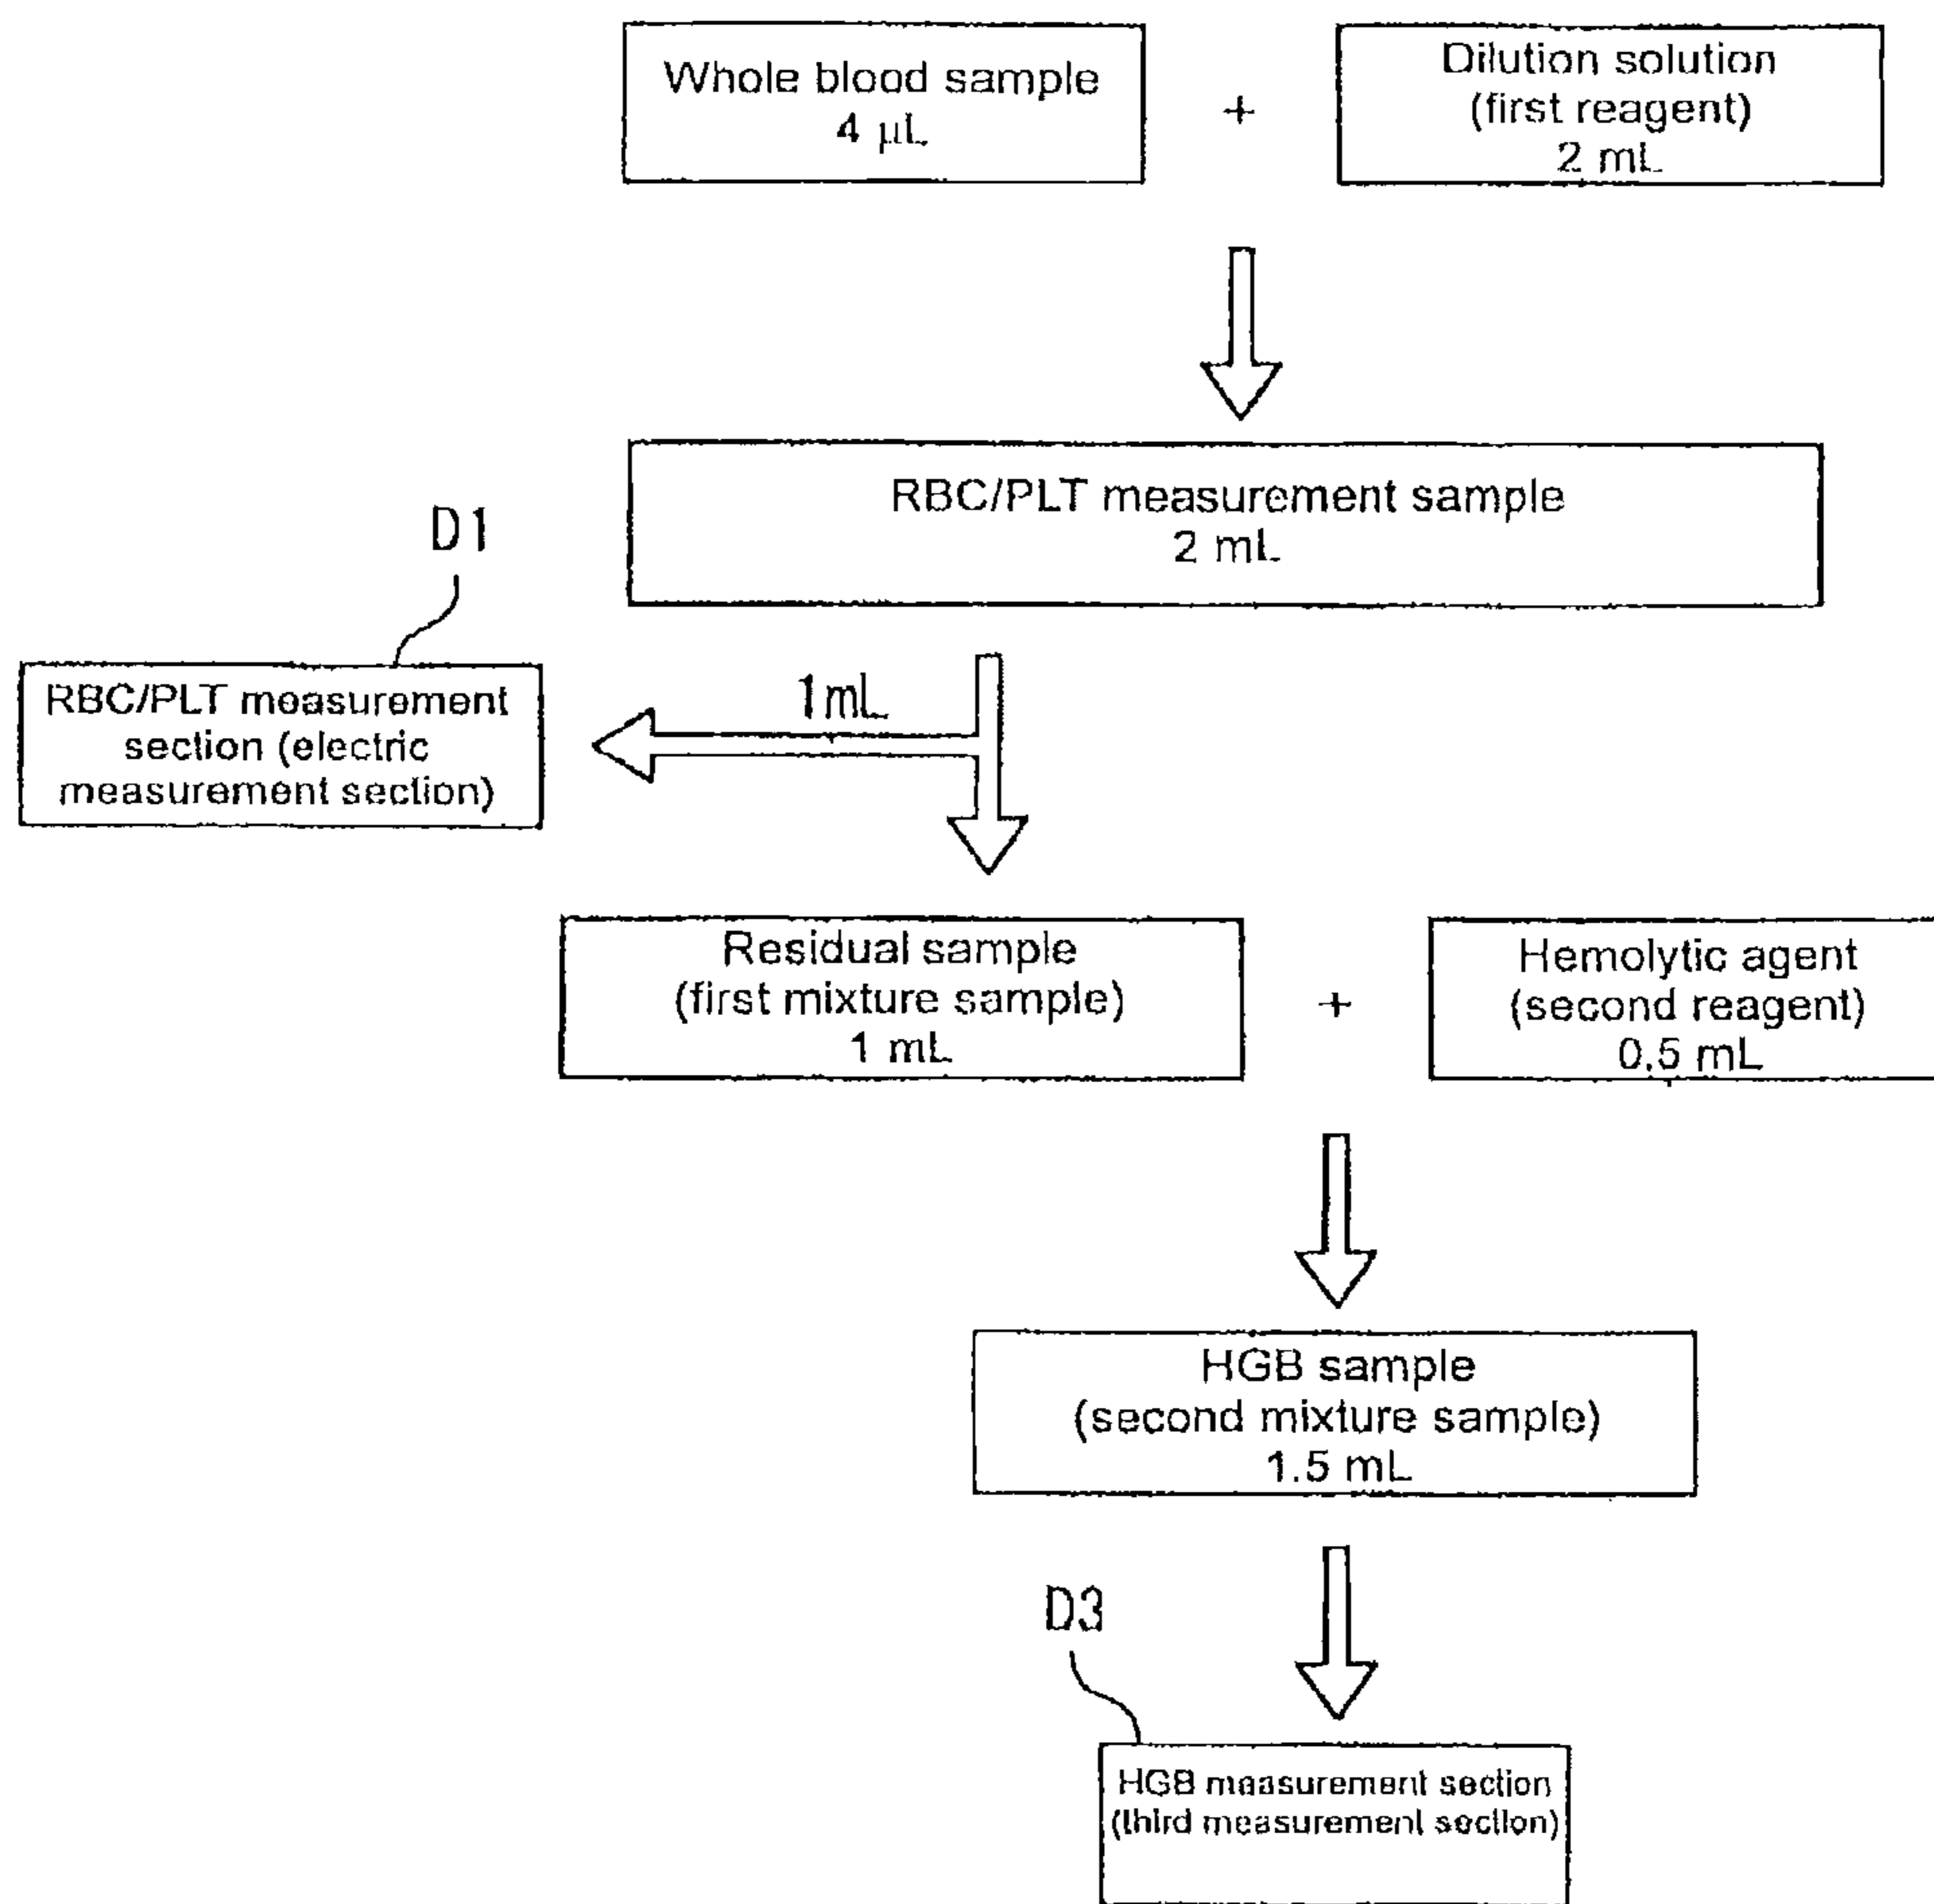 Whole blood sample
4 µL
+
Dilution solution
(first reagent)
2 mL
RBC/PLT measurement sample
2 mL
D1
RBC/PLT measurement
section (electric
measurement section)
1mL
Residual sample
(first mixture sample)
1 mL
+
Hemolytic agent
(second reagent)
0.5 mL
HGB sample
(second mixture sample)
1.5 mL
D3
HGB measurement section
(third measurement section)